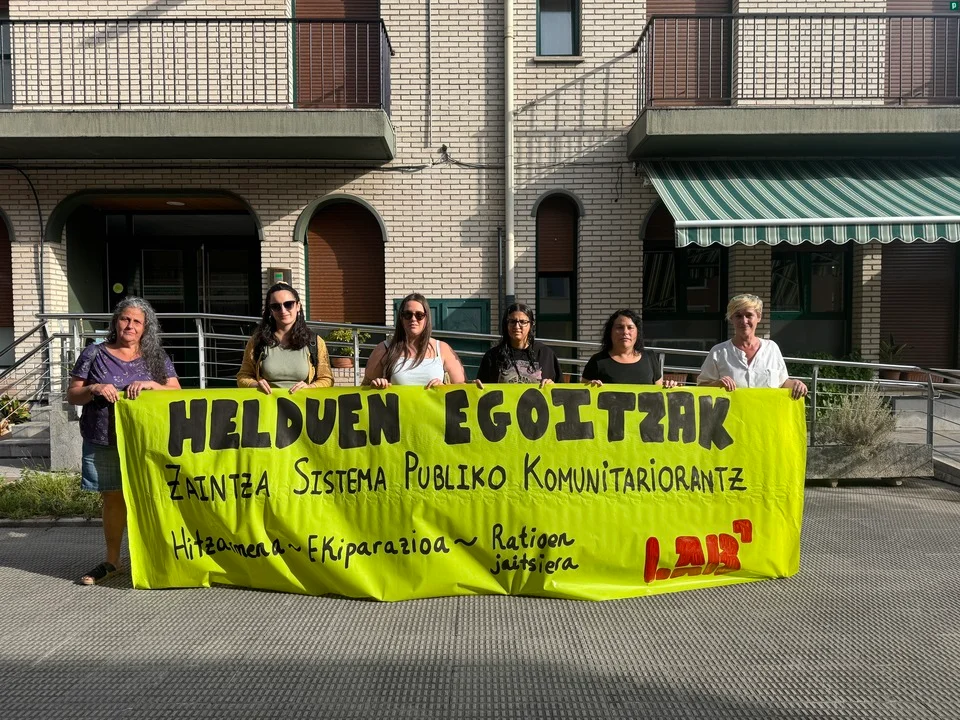 HELDUEN EGOITZAK
ZAINTZA SISTEMA PUBLIKO KOMUNITARIORANTZ
Hitzarmena ~ EKiparazioa ~ Ratioen jaitsiera
LAB